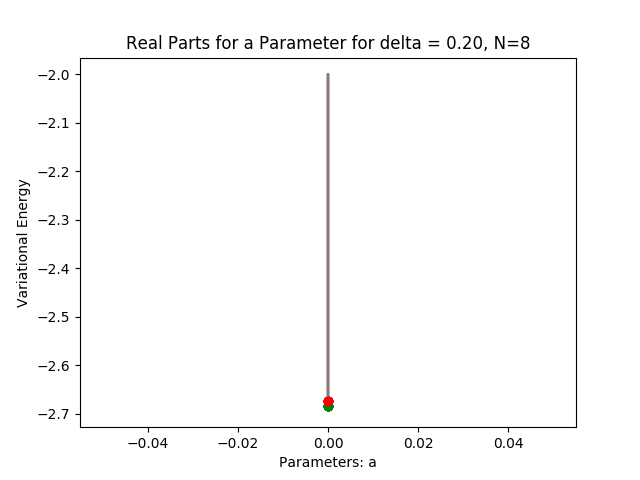 Real Parts for a Parameter for delta = 0.20, N=8
Variational Energy
−2.0
−2.1
−2.2
−2.3
−2.4
−2.5
−2.6
−2.7
−0.04 −0.02 0.00 0.02 0.04
Parameters: a